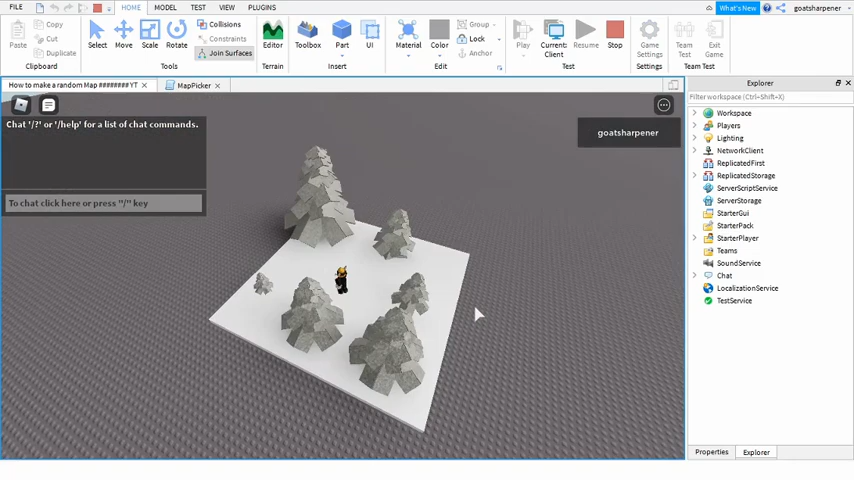 FILE HOME MODEL TEST VIEW PLUGINS What's New goatsharpener
Paste Cut Copy Duplicate Select Move Scale Rotate Collisions Constraints Join Surfaces Editor Toolbox Part UI Material Color Group Lock Anchor Play Current: Client Resume Stop Game Settings Team Test Exit Game
Clipboard Tools Terrain Insert Edit Test Settings Team Test
How to make a random Map ######## YT MapPicker Explorer
Filter workspace (Ctrl+Shift+X)
Chat '/?' or '/help' for a list of chat commands.
goatsharpener
To chat click here or press "/" key
Workspace
Players
Lighting
NetworkClient
ReplicatedFirst
ReplicatedStorage
ServerScriptService
ServerStorage
StarterGui
StarterPack
StarterPlayer
Teams
SoundService
Chat
LocalizationService
TestService
Properties Explorer